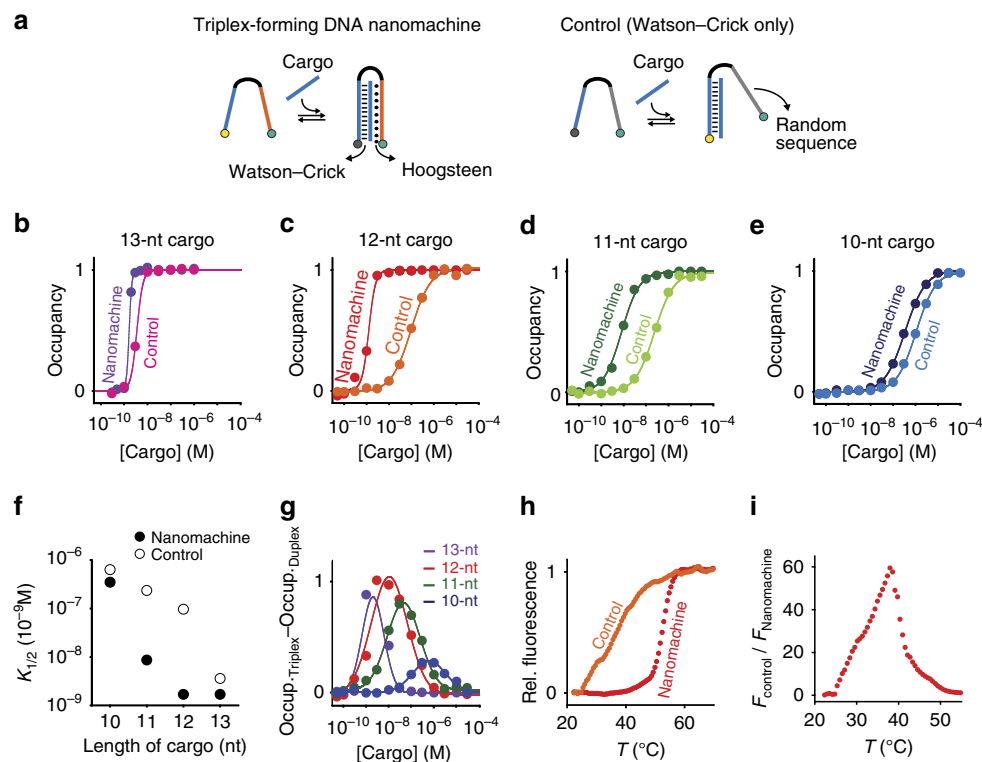 a
Triplex-forming DNA nanomachine
Control (Watson–Crick only)
Cargo
Cargo
Watson–Crick
Hoogsteen
Random
sequence
b
13-nt cargo
Occupancy
1
0
Nanomachine
Control
10⁻¹⁰ 10⁻⁸ 10⁻⁶ 10⁻⁴
[Cargo] (M)
c
12-nt cargo
Occupancy
1
0
Nanomachine
Control
10⁻¹⁰ 10⁻⁸ 10⁻⁶ 10⁻⁴
[Cargo] (M)
d
11-nt cargo
Occupancy
1
0
Nanomachine
Control
10⁻¹⁰ 10⁻⁸ 10⁻⁶ 10⁻⁴
[Cargo] (M)
e
10-nt cargo
Occupancy
1
0
Nanomachine
Control
10⁻¹⁰ 10⁻⁸ 10⁻⁶ 10⁻⁴
[Cargo] (M)
f
Nanomachine
Control
K1/2 (10⁻⁹M)
10⁻⁶
10⁻⁷
10⁻⁸
10⁻⁹
10 11 12 13
Length of cargo (nt)
g
Occup.Triplex–Occup.Duplex
1
0
13-nt
12-nt
11-nt
10-nt
10⁻¹⁰ 10⁻⁸ 10⁻⁶ 10⁻⁴
[Cargo] (M)
h
Rel. fluorescence
1
0
Control
Nanomachine
20 40 60
T (°C)
i
Fcontrol / FNanomachine
60
40
20
0
20 30 40 50
T (°C)